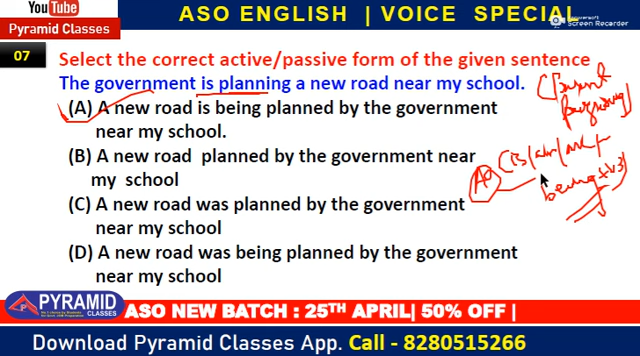 YouTube
Pyramid Classes
ASO ENGLISH | VOICE SPECIAL
Screen Recorder
07
Select the correct active/passive form of the given sentence
The government is planning a new road near my school.
(A) A new road is being planned by the government
near my school.
(B) A new road planned by the government near
my school
(C) A new road was planned by the government
near my school
(D) A new road was being planned by the government
near my school
being + V3
PYRAMID
CLASSES
ASO NEW BATCH : 25TH APRIL| 50% OFF |
Download Pyramid Classes App. Call - 8280515266